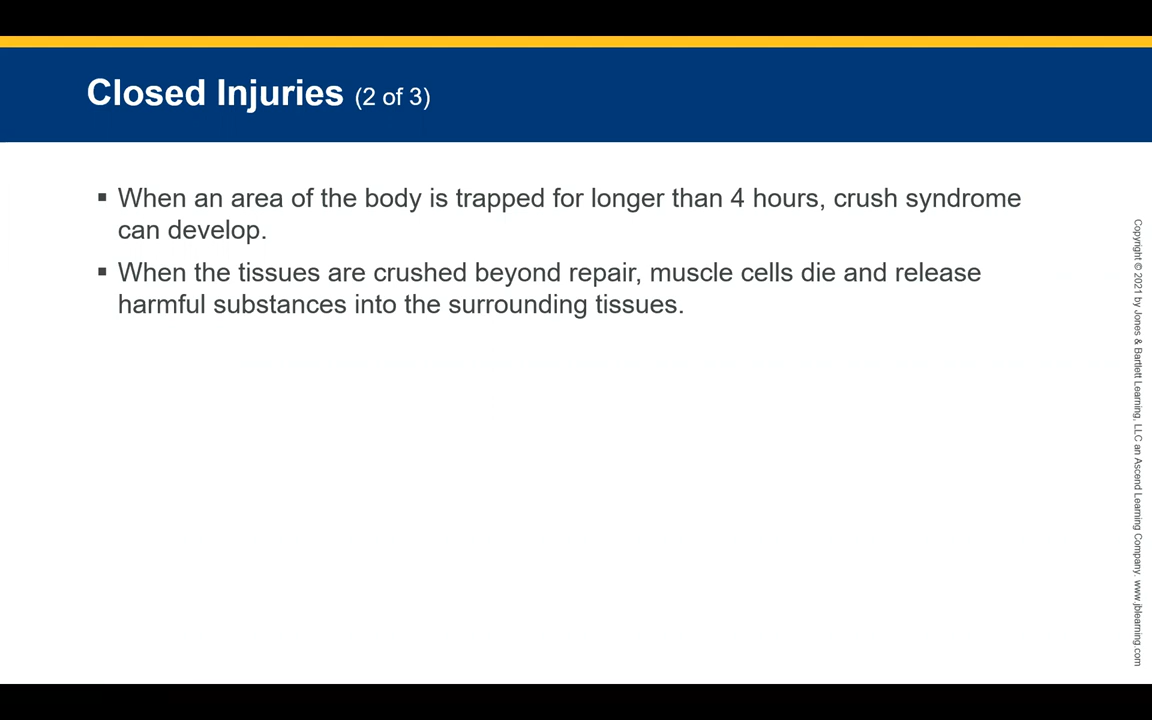 Closed Injuries (2 of 3)
▪ When an area of the body is trapped for longer than 4 hours, crush syndrome
can develop.
▪ When the tissues are crushed beyond repair, muscle cells die and release
harmful substances into the surrounding tissues.
Copyright © 2021 by Jones & Bartlett Learning, LLC an Ascend Learning Company. www.jblearning.com